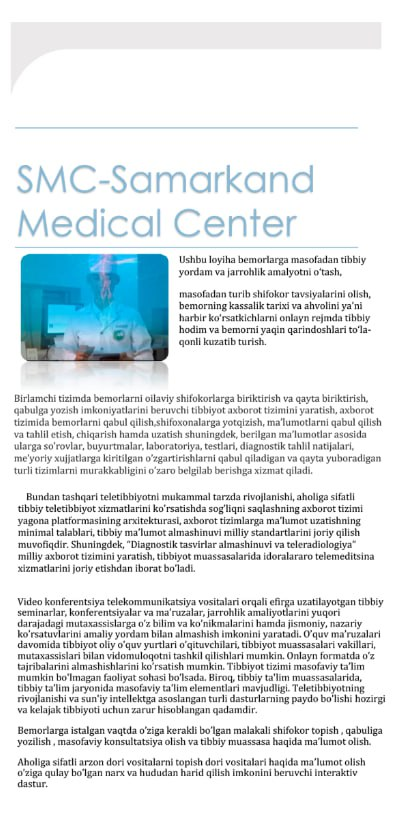 SMC-Samarkand
Medical Center
Ushbu loyiha bemorlarga masofadan tibbiy
yordam va jarrohlik amalyotni o'tash,
masofadan turib shifokor tavsiyalarini olish,
bemorning kassalik tarixi va ahvolini ya'ni
harbir ko'rsatkichlarni onlayn rejmda tibbiy
hodim va bemorni yaqin qarindoshlari to'la-
qonli kuzatib turish.
Birlamchi tizimda bemorlarni oilaviy shifokorlarga biriktirish va qayta biriktirish,
qabulga yozish imkoniyatlarini beruvchi tibbiyot axborot tizimini yaratish, axborot
tizimida bemorlarni qabul qilish,shifoxonalarga yotqizish, ma'lumotlarni qabul qilish
va tahlil etish, chiqarish hamda uzatish shuningdek, berilgan ma'lumotlar asosida
ularga so'rovlar, buyurtmalar, laboratoriya, testlari, diagnostik tahlil natijalari,
me'yoriy xujjatlarga kiritilgan o'zgartirishlarni qabul qiladigan va qayta yuboradigan
turli tizimlarni murakkabligini o'zaro belgilab berishga xizmat qiladi.
Bundan tashqari teletibbiyotni mukammal tarzda rivojlanishi, aholiga sifatli
tibbiy teletibbiyot xizmatlarini ko'rsatishda sog'liqni saqlashning axborot tizimi
yagona platformasining arxitekturasi, axborot tizimlarga ma'lumot uzatishning
minimal talablari, tibbiy ma'lumot almashinuvi milliy standartlarini joriy qilish
muvofiqdir. Shuningdek, "Diagnostik tasvirlar almashinuvi va teleradiologiya"
milliy axborot tizimini yaratish, tibbiyot muassasalarida idoralararo telemeditsina
xizmatlarini joriy etishdan iborat bo'ladi.
Video konferentsiya telekommunikatsiya vositalari orqali efirga uzatilayotgan tibbiy
seminarlar, konferentsiyalar va ma'ruzalar, jarrohlik amaliyotlarini yuqori
darajadagi mutaxassislarga o'z bilim va ko'nikmalarini hamda jismoniy, nazariy
ko'rsatuvlarini amaliy yordam bilan almashish imkonini yaratadi. O'quv ma'ruzalari
davomida tibbiyot oliy o'quv yurtlari o'qituvchilari, tibbiyot muassasalari vakillari,
mutaxassislari bilan vidomuloqotni tashkil qilishlari mumkin. Onlayn formatda o'z
tajribalarini almashishlarini ko'rsatish mumkin. Tibbiyot tizimi masofaviy ta'lim
mumkin bo'lmagan faoliyat sohasi bo'lsada. Biroq, tibbiy ta'lim muassasalarida,
tibbiy ta'lim jaryonida masofaviy ta'lim elementlari mavjudligi. Teletibbiyotning
rivojlanishi va sun'iy intellektga asoslangan turli dasturlarning paydo bo'lishi hozirgi
va kelajak tibbiyoti uchun zarur hisoblangan qadamdir.
Bemorlarga istalgan vaqtda o'ziga kerakli bo'lgan malakali shifokor topish , qabuliga
yozilish , masofaviy konsultatsiya olish va tibbiy muassasa haqida ma'lumot olish.
Aholiga sifatli arzon dori vositalarni topish dori vositalari haqida ma'lumot olish
o'ziga qulay bo'lgan narx va hududan harid qilish imkonini beruvchi interaktiv
dastur.